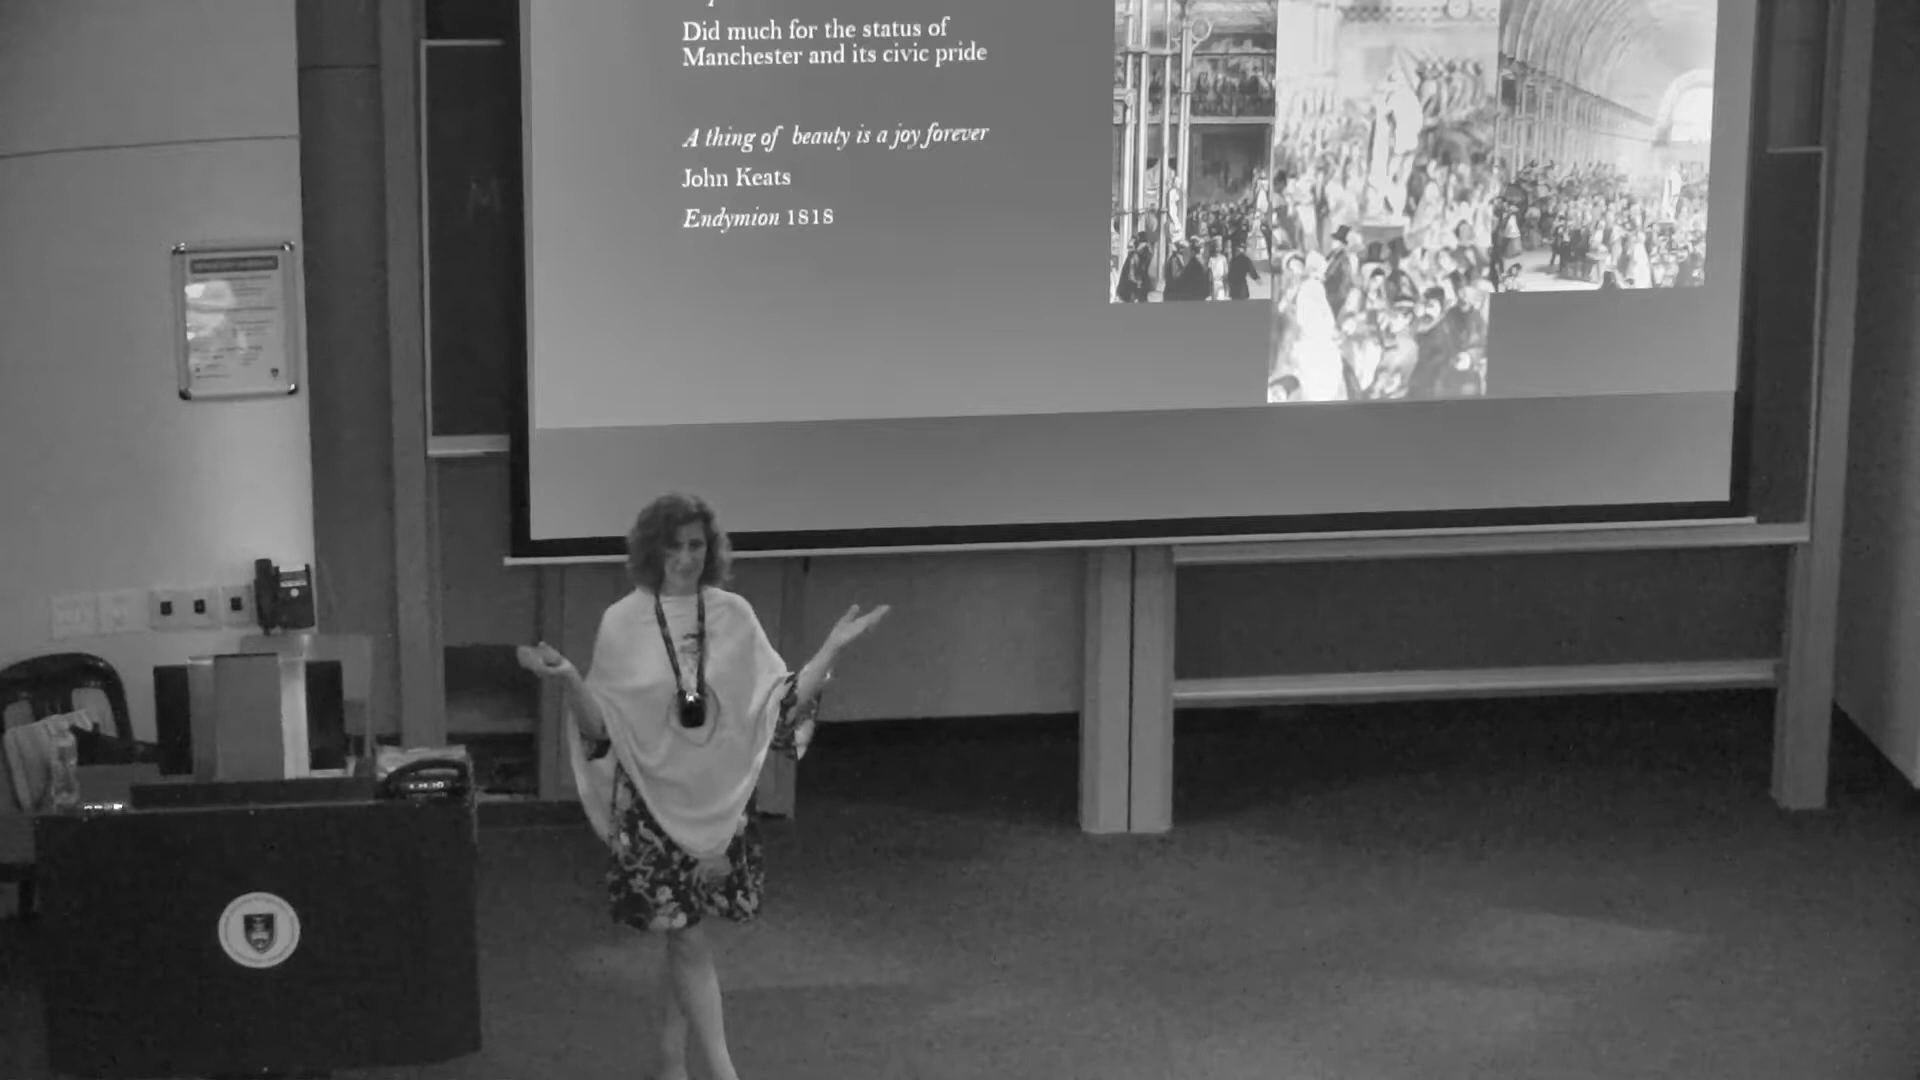 Did much for the status of
Manchester and its civic pride
A thing of beauty is a joy forever
John Keats
Endymion 1818